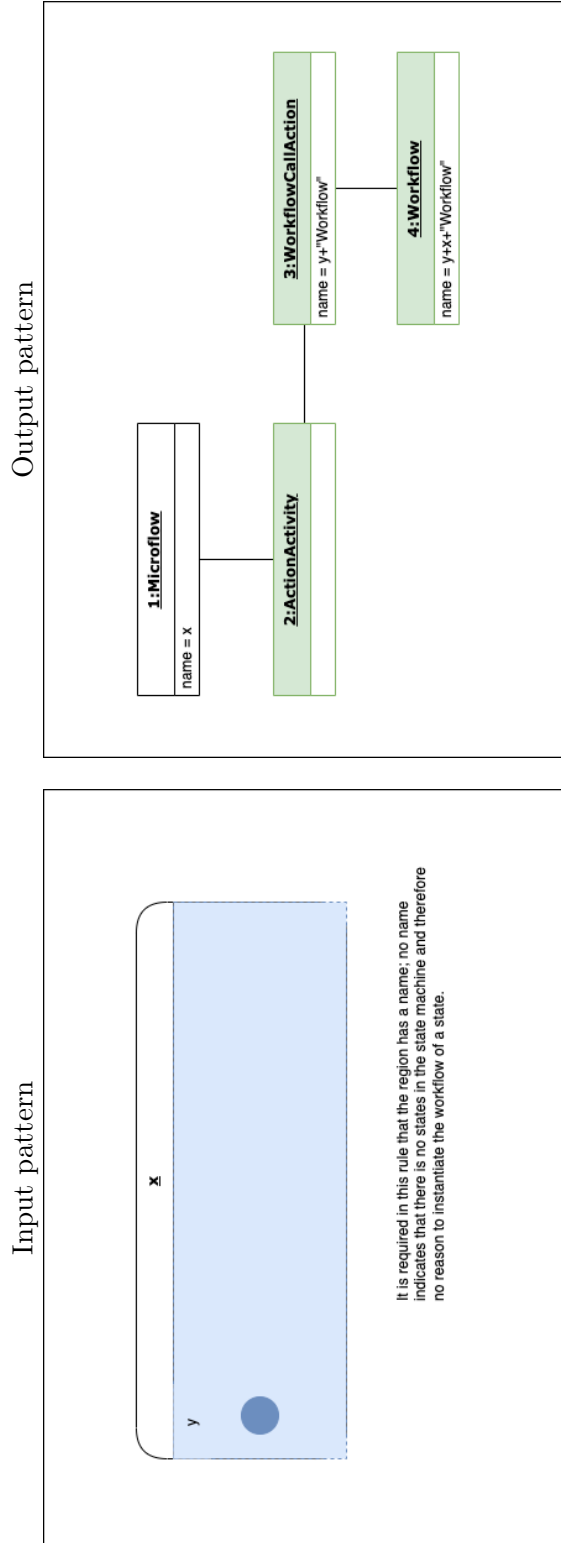 Input pattern
x
y
It is required in this rule that the region has a name; no name
indicates that there is no states in the state machine and therefore
no reason to instantiate the workflow of a state.
Output pattern
1:Microflow
name = x
2:ActionActivity
3:WorkflowCallAction
name = y+"Workflow"
4:Workflow
name = y+x+"Workflow"